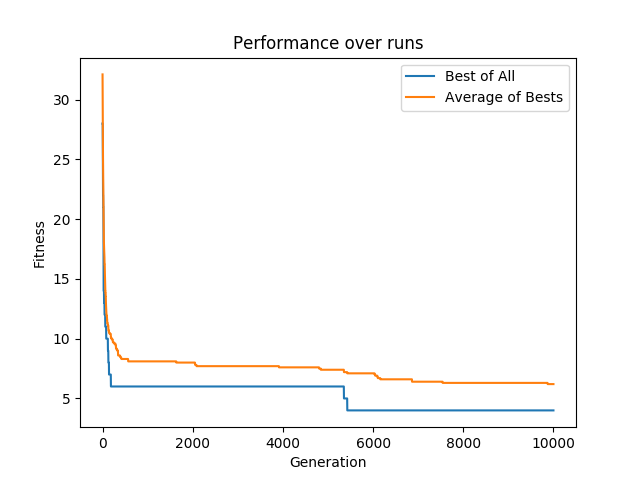 Performance over runs
Best of All
Average of Bests
30
25
20
15
10
5
Fitness
0 2000 4000 6000 8000 10000
Generation